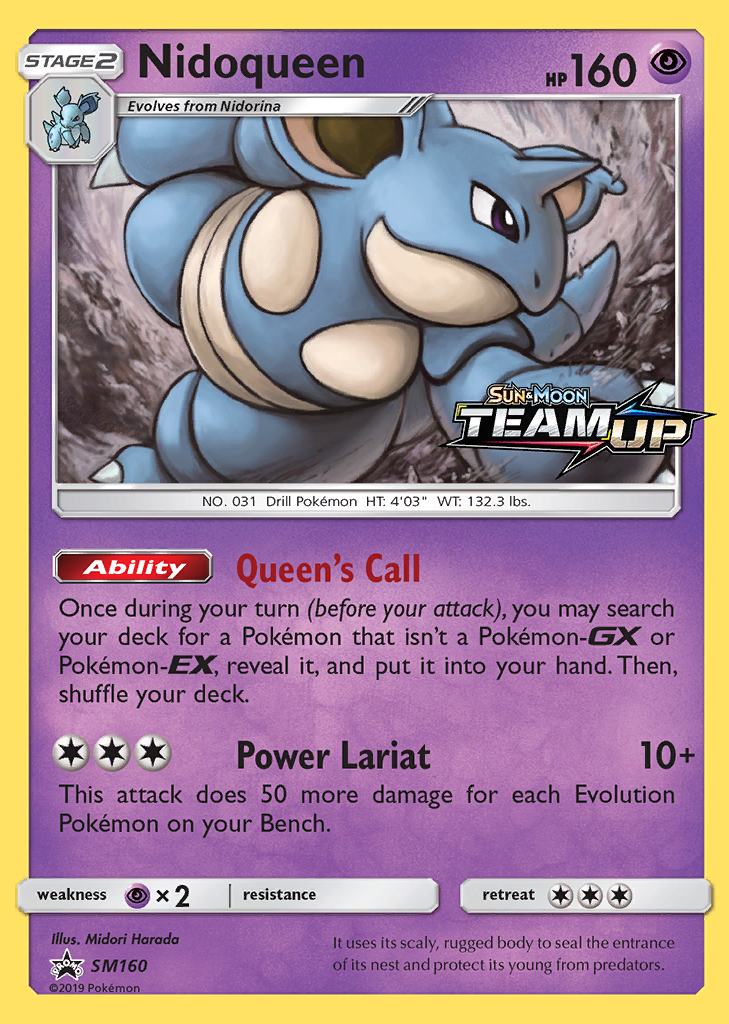 STAGE2 Nidoqueen HP160
Evolves from Nidorina
SUN & MOON
TEAM UP
NO. 031 Drill Pokémon HT: 4'03" WT: 132.3 lbs.
Ability Queen's Call
Once during your turn (before your attack), you may search
your deck for a Pokémon that isn't a Pokémon-GX or
Pokémon-EX, reveal it, and put it into your hand. Then,
shuffle your deck.
Power Lariat 10+
This attack does 50 more damage for each Evolution
Pokémon on your Bench.
weakness ×2 resistance retreat
Illus. Midori Harada
PROMO SM160
©2019 Pokémon
It uses its scaly, rugged body to seal the entrance
of its nest and protect its young from predators.